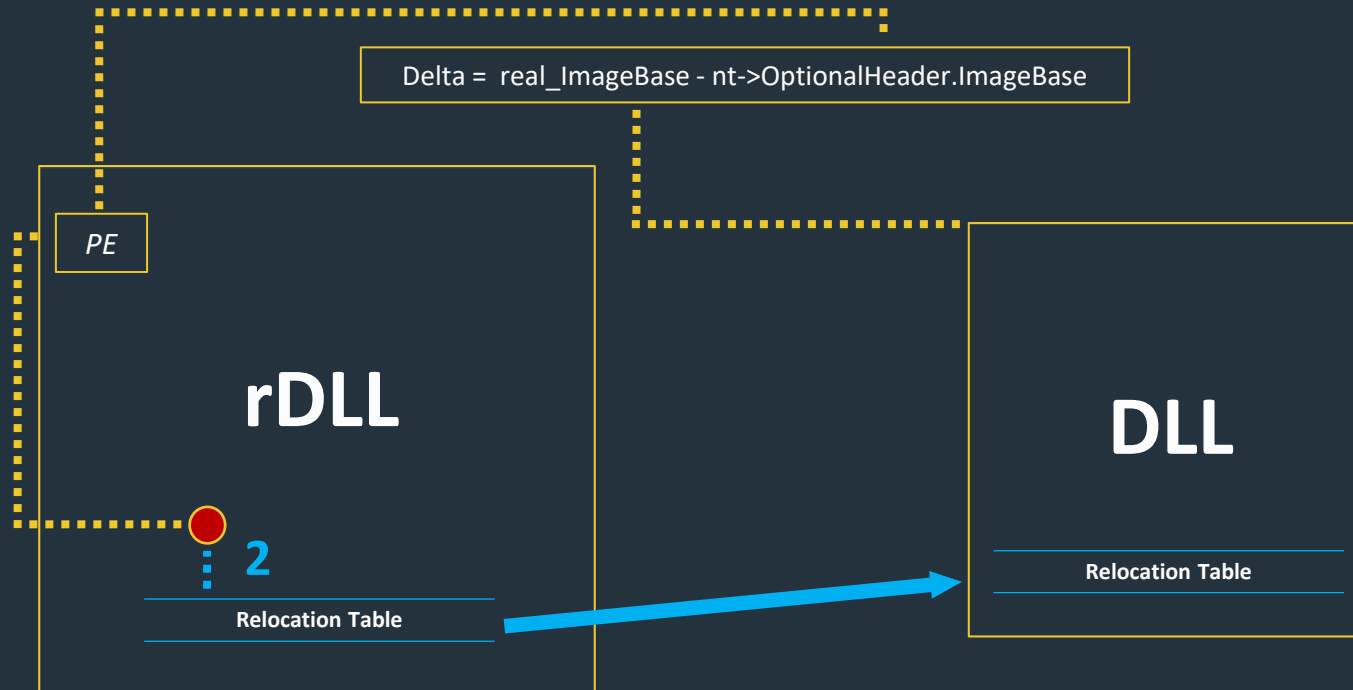 Delta = real_ImageBase - nt->OptionalHeader.ImageBase
PE
rDLL
DLL
2
Relocation Table
Relocation Table